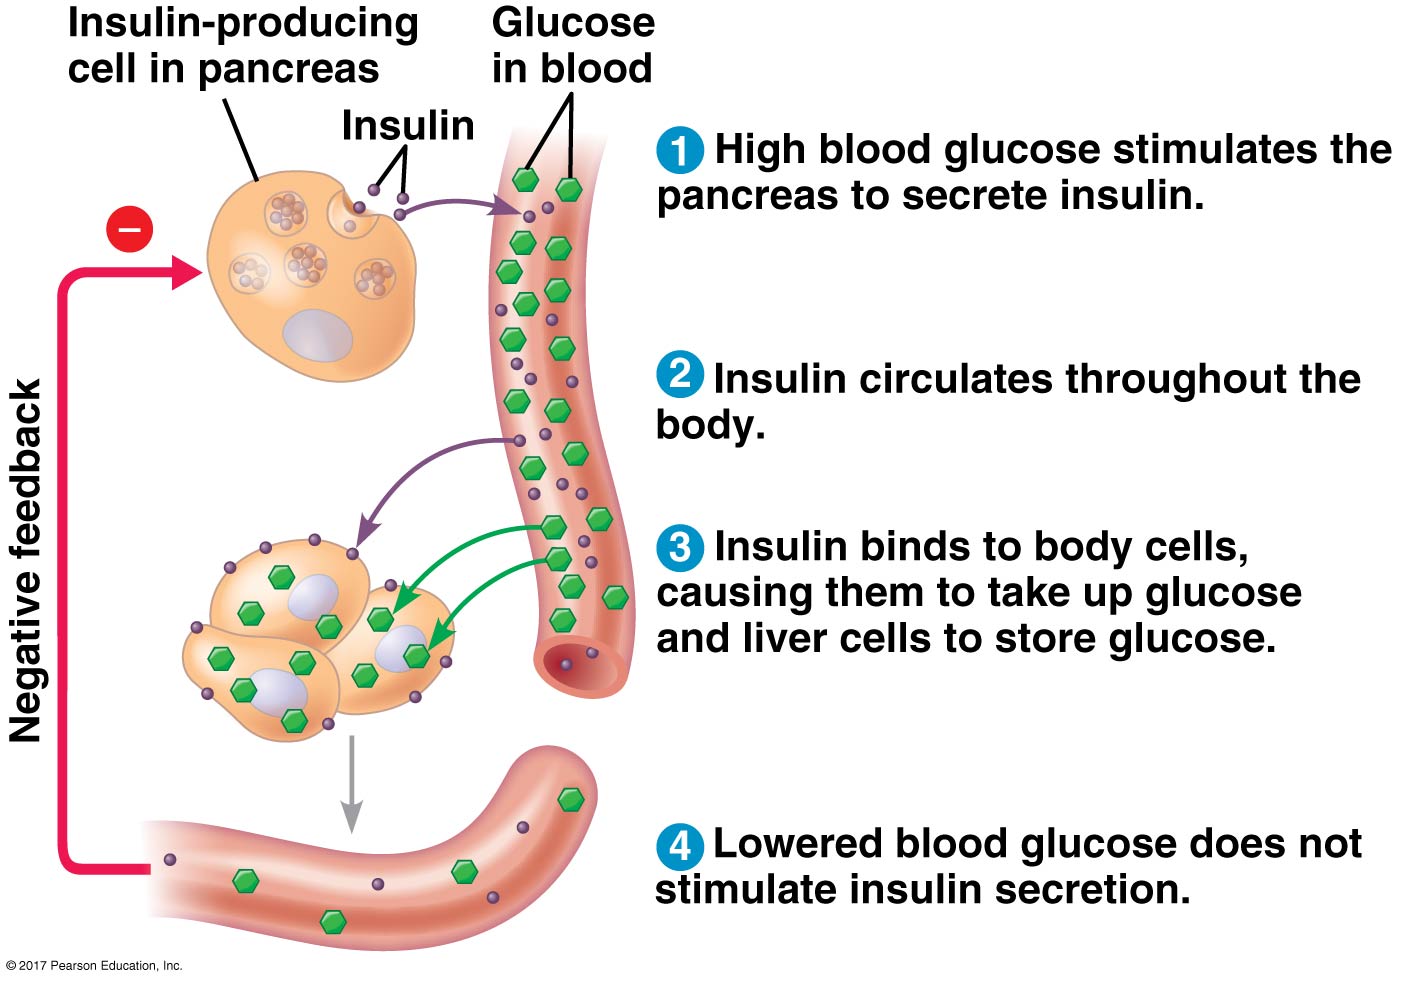 Insulin-producing
cell in pancreas
Glucose
in blood
Insulin
1 High blood glucose stimulates the
pancreas to secrete insulin.
–
2 Insulin circulates throughout the
body.
Negative feedback
3 Insulin binds to body cells,
causing them to take up glucose
and liver cells to store glucose.
4 Lowered blood glucose does not
stimulate insulin secretion.
© 2017 Pearson Education, Inc.